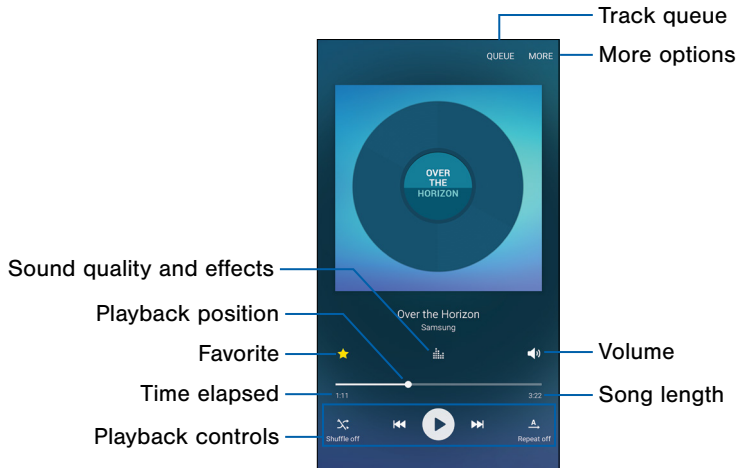 Track queue
QUEUE MORE
More options
OVER
THE
HORIZON
Sound quality and effects
Over the Horizon
Samsung
Playback position
Favorite
Volume
Time elapsed
1:11
3:22
Song length
Playback controls
Shuffle off
A
Repeat off